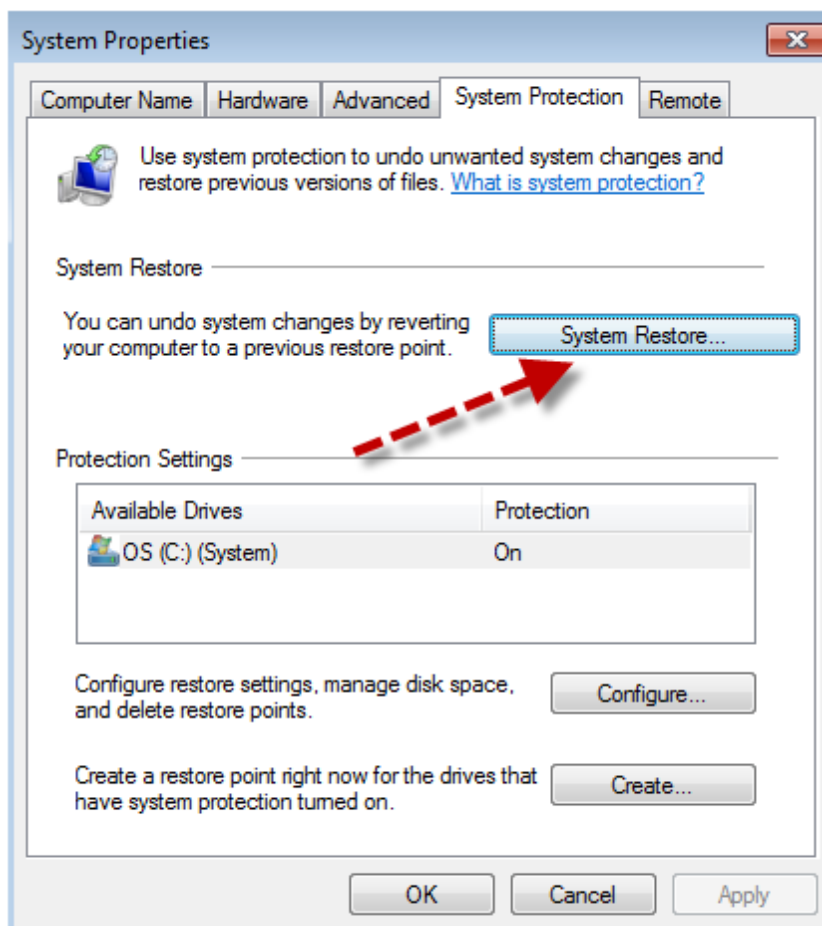 System Properties
Computer Name Hardware Advanced System Protection Remote
Use system protection to undo unwanted system changes and
restore previous versions of files. What is system protection?
System Restore
You can undo system changes by reverting
your computer to a previous restore point.
System Restore...
Protection Settings
Available Drives Protection
OS (C:) (System) On
Configure restore settings, manage disk space,
and delete restore points.
Configure...
Create a restore point right now for the drives that
have system protection turned on.
Create...
OK Cancel Apply